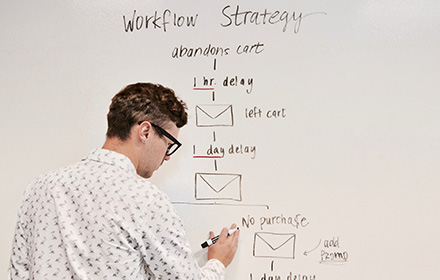 Workflow Strategy
abandons cart
1 hr. delay
left cart
1 day delay
No purchase
add
promo
1 day delay